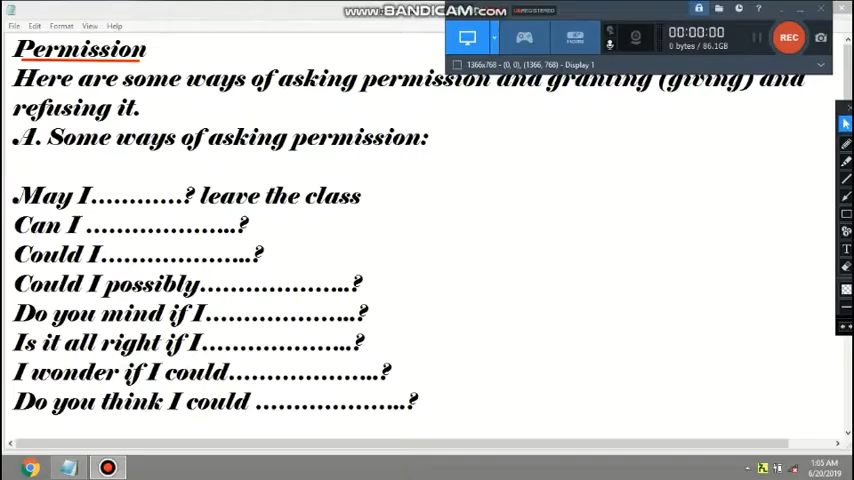 www.BANDICAM.com
UNREGISTERED
File Edit Format View Help
00:00:00
0 bytes / 86.1GB
REC
1366x768 - (0, 0), (1366, 768) - Display 1
Permission
Here are some ways of asking permission and granting (giving) and
refusing it.
A. Some ways of asking permission:
May I............? leave the class
Can I ....................?
Could I....................?
Could I possibly....................?
Do you mind if I....................?
Is it all right if I....................?
I wonder if I could....................?
Do you think I could ....................?
1:05 AM
6/20/2019